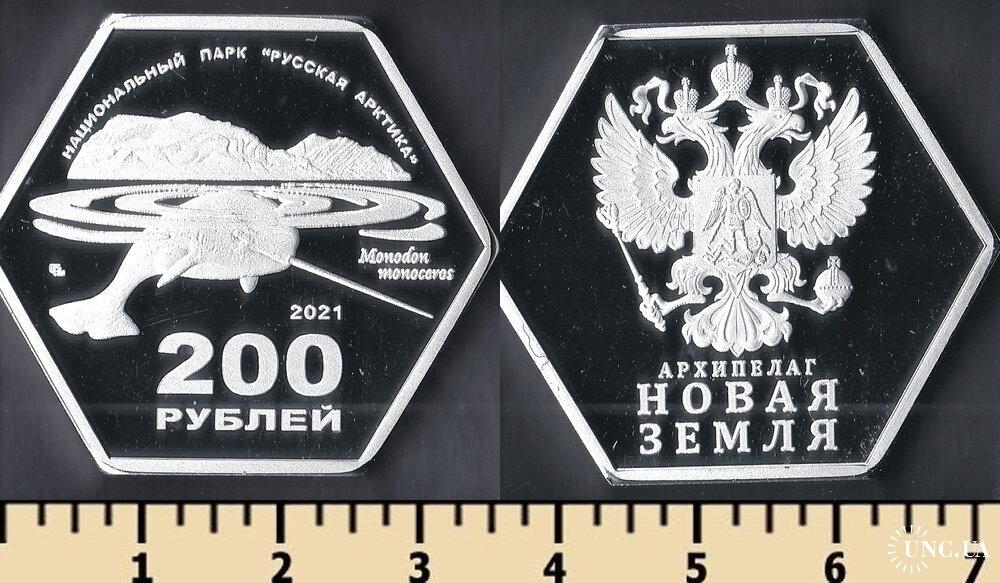 НАЦИОНАЛЬНЫЙ ПАРК "РУССКАЯ АРКТИКА"
Monodon
monoceros
2021
200
РУБЛЕЙ
АРХИПЕЛАГ
НОВАЯ
ЗЕМЛЯ
1 2 3 4 5 6 7
UNC.UA